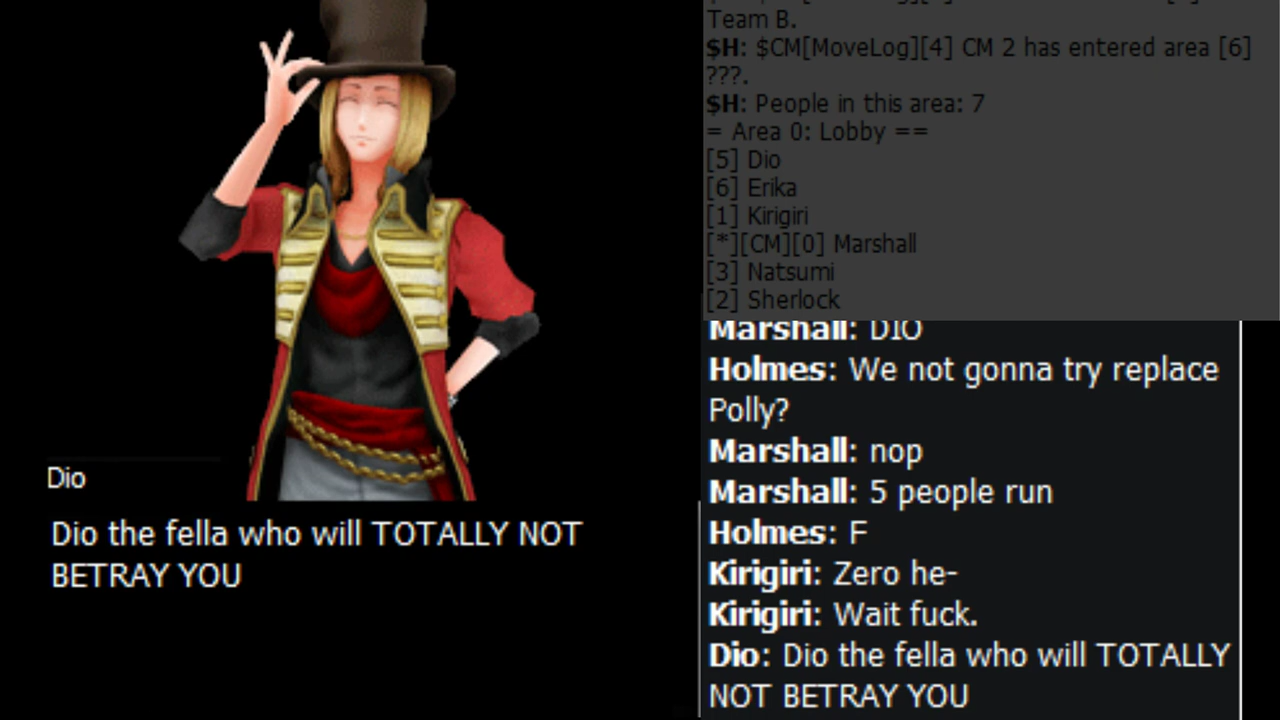 Team B.
$H: $CM[MoveLog][4] CM 2 has entered area [6]
???.
$H: People in this area: 7
= Area 0: Lobby ==
[5] Dio
[6] Erika
[1] Kirigiri
[*][CM][0] Marshall
[3] Natsumi
[2] Sherlock
Marshall: DIO
Holmes: We not gonna try replace
Polly?
Marshall: nop
Marshall: 5 people run
Holmes: F
Kirigiri: Zero he-
Kirigiri: Wait fuck.
Dio: Dio the fella who will TOTALLY
NOT BETRAY YOU
Dio
Dio the fella who will TOTALLY NOT
BETRAY YOU